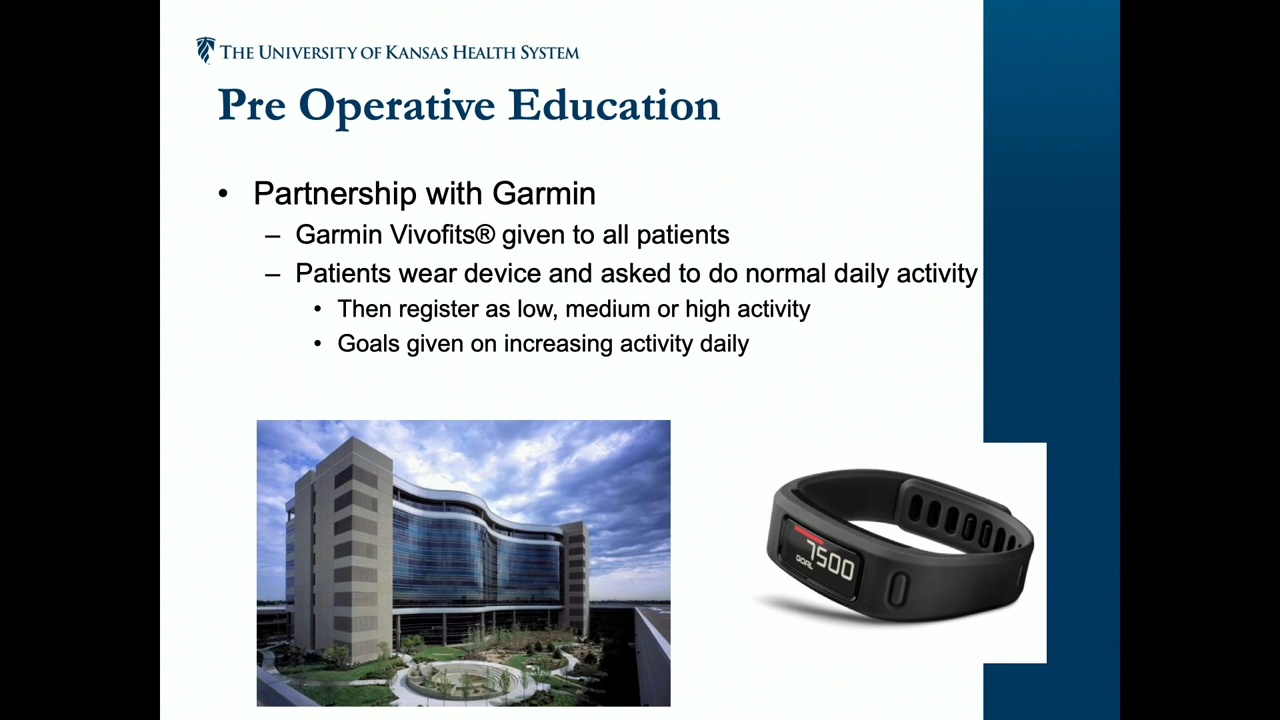 THE UNIVERSITY OF KANSAS HEALTH SYSTEM
Pre Operative Education
• Partnership with Garmin
– Garmin Vivofits® given to all patients
– Patients wear device and asked to do normal daily activity
• Then register as low, medium or high activity
• Goals given on increasing activity daily
7500
GOAL